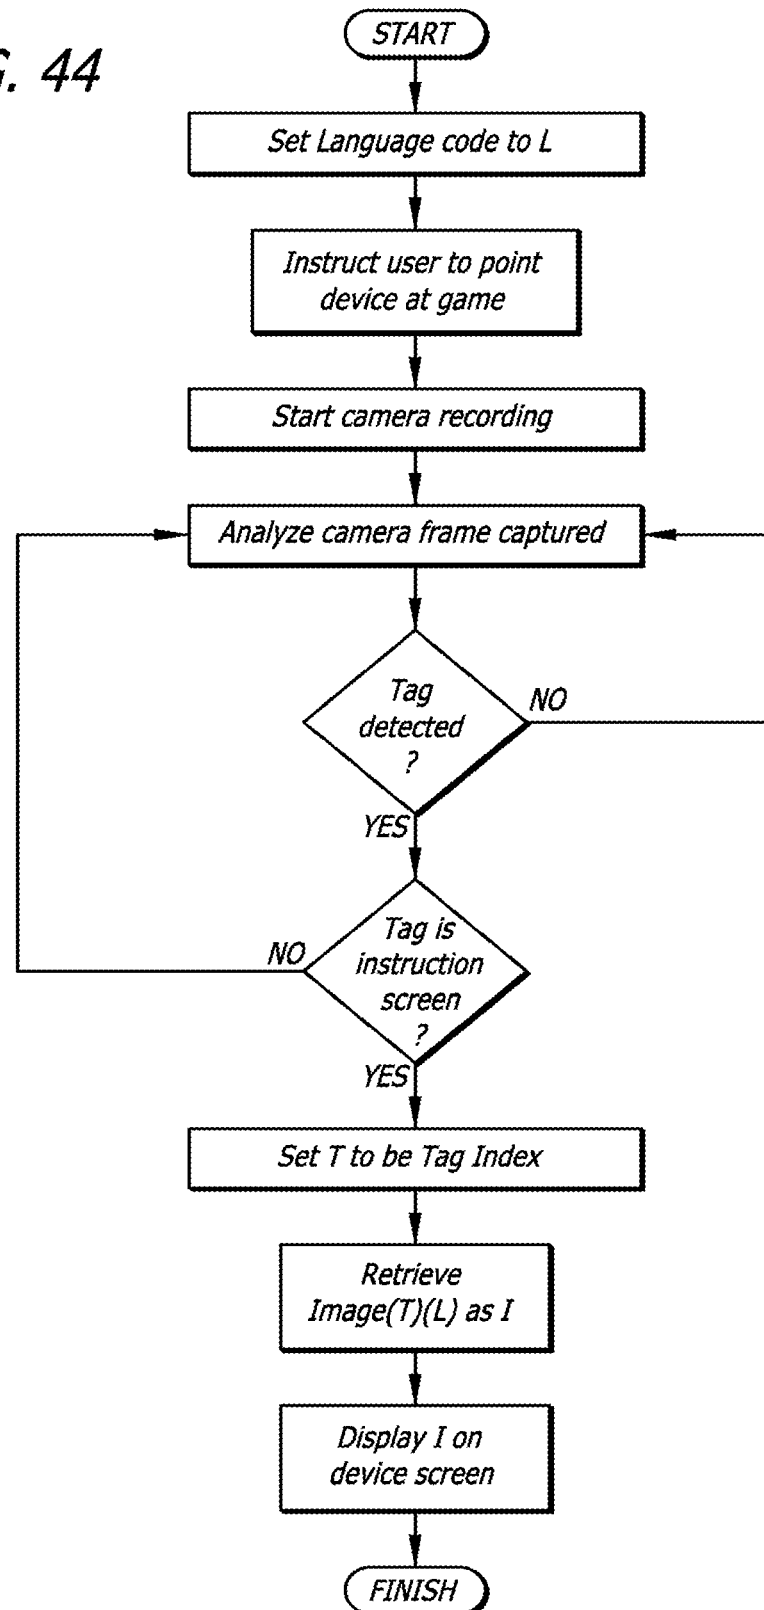 G. 44
START
Set Language code to L
Instruct user to point
device at game
Start camera recording
Analyze camera frame captured
Tag
detected
?
NO
YES
Tag is
instruction
screen
?
NO
YES
Set T to be Tag Index
Retrieve
Image(T)(L) as I
Display I on
device screen
FINISH